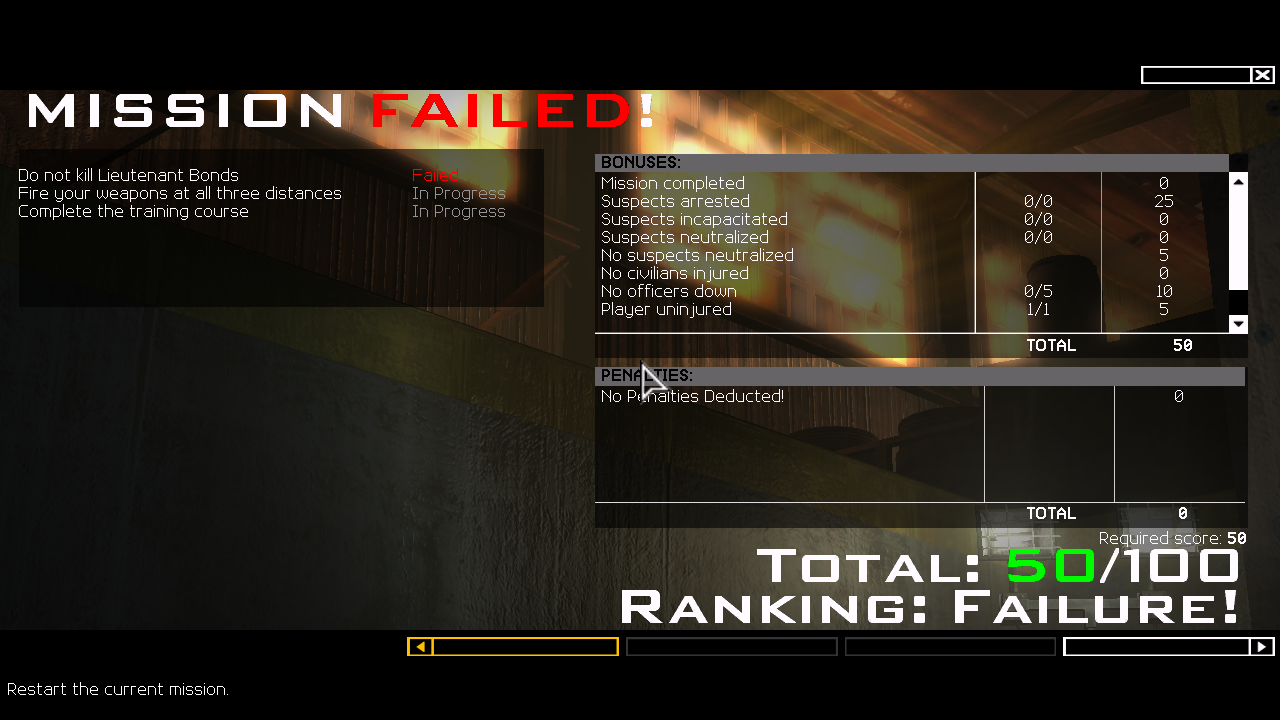 MISSION FAILED!
Do not kill Lieutenant Bonds Failed
Fire your weapons at all three distances In Progress
Complete the training course In Progress
BONUSES:
Mission completed 0
Suspects arrested 0/0 25
Suspects incapacitated 0/0 0
Suspects neutralized 0/0 0
No suspects neutralized 5
No civilians injured 0
No officers down 0/5 10
Player uninjured 1/1 5
TOTAL 50
PENALTIES:
No Penalties Deducted! 0
TOTAL 0
Required score: 50
TOTAL: 50/100
RANKING: FAILURE!
Restart the current mission.